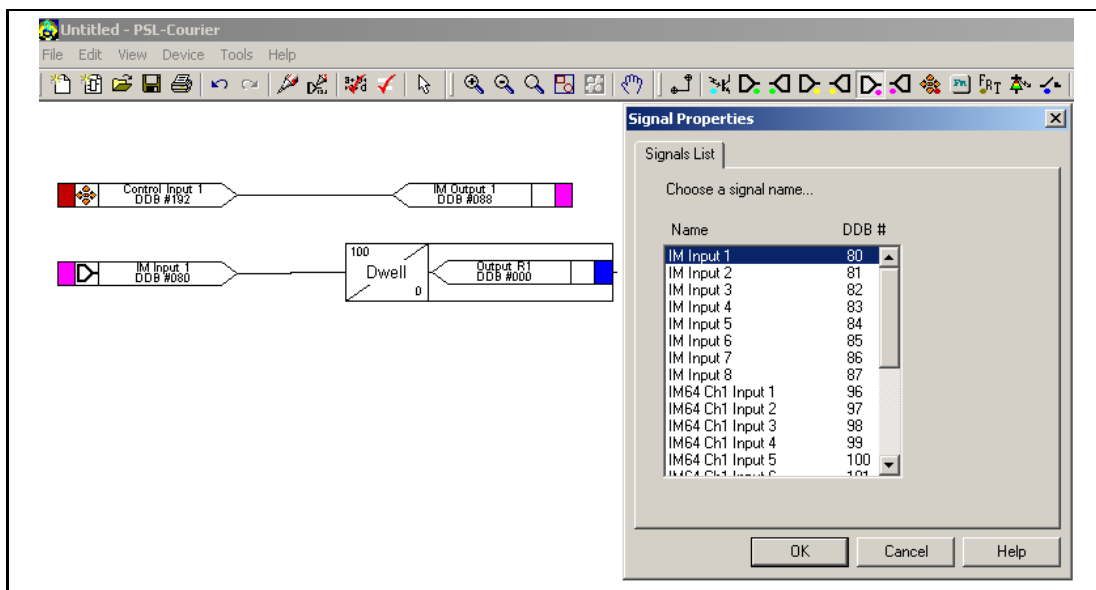 Untitled - PSL-Courier
File Edit View Device Tools Help
Control Input 1
DDB #192
IM Output 1
DDB #088
IM Input 1
DDB #080
100
Dwell
0
Output R1
DDB #000
Signal Properties
Signals List
Choose a signal name...
Name DDB #
IM Input 1 80
IM Input 2 81
IM Input 3 82
IM Input 4 83
IM Input 5 84
IM Input 6 85
IM Input 7 86
IM Input 8 87
IM64 Ch1 Input 1 96
IM64 Ch1 Input 2 97
IM64 Ch1 Input 3 98
IM64 Ch1 Input 4 99
IM64 Ch1 Input 5 100
OK Cancel Help